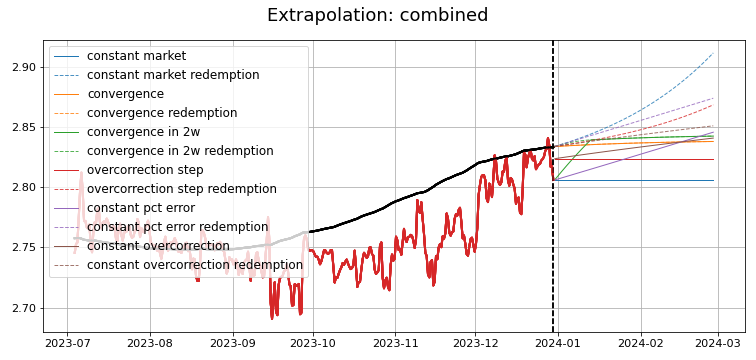 Extrapolation: combined
2.90
2.85
2.80
2.75
2.70
constant market
constant market redemption
convergence
convergence redemption
convergence in 2w
convergence in 2w redemption
overcorrection step
overcorrection step redemption
constant pct error
constant pct error redemption
constant overcorrection
constant overcorrection redemption
2023-07 2023-08 2023-09 2023-10 2023-11 2023-12 2024-01 2024-02 2024-03